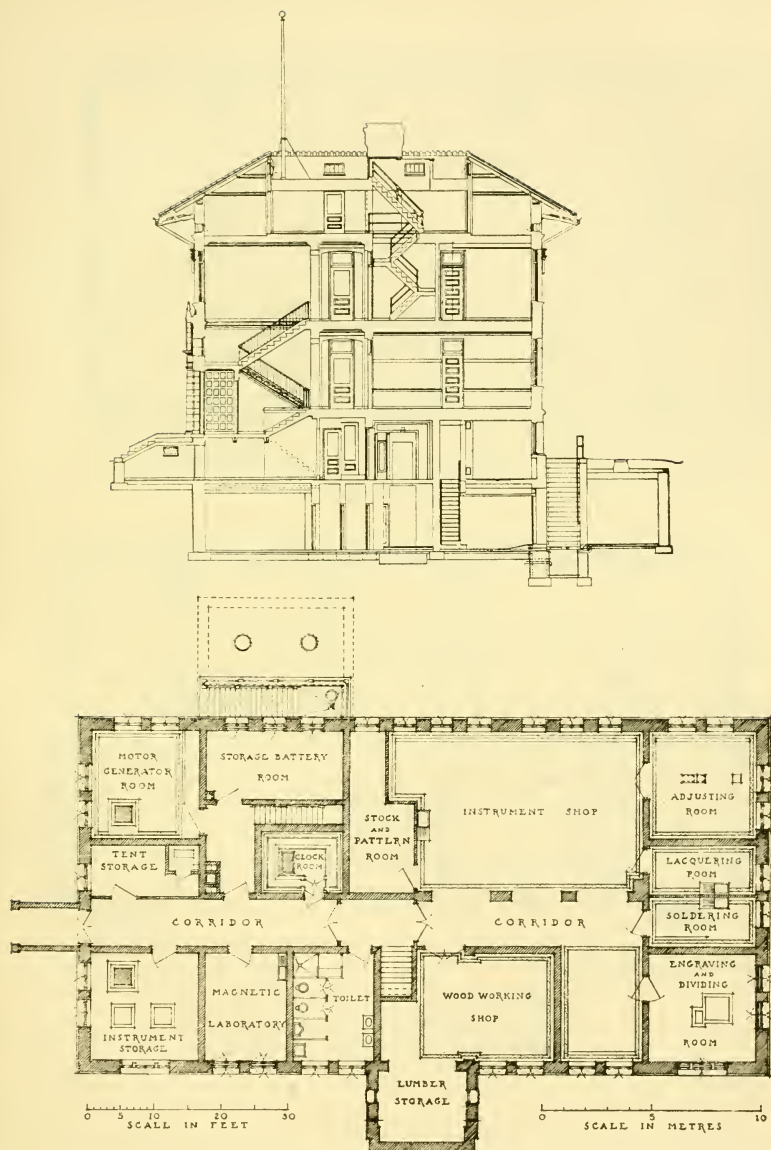 MOTOR
GENERATOR
ROOM
STORAGE BATTERY
ROOM
STOCK
AND
PATTERN
ROOM
INSTRUMENT SHOP
ADJUSTING
ROOM
TENT
STORAGE
CLOCK
ROOM
LACQUERING
ROOM
SOLDERING
ROOM
CORRIDOR
CORRIDOR
INSTRUMENT
STORAGE
MAGNETIC
LABORATORY
TOILET
WOOD WORKING
SHOP
ENGRAVING
AND
DIVIDING
ROOM
LUMBER
STORAGE
0 5 10 20 30
SCALE IN FEET
0 5 10
SCALE IN METRES